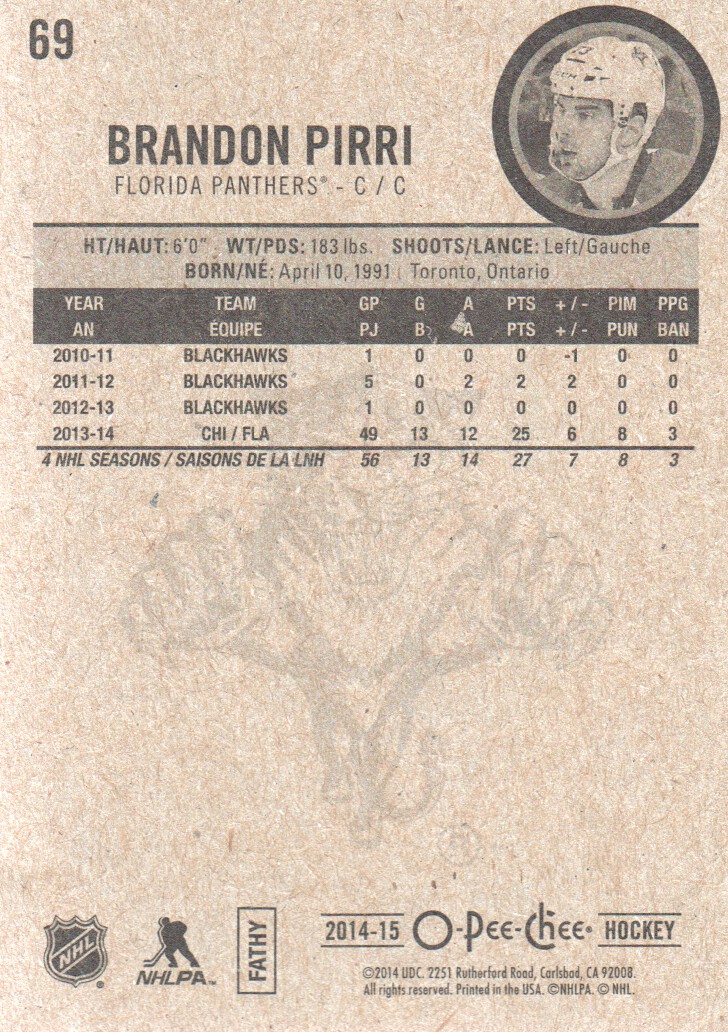 69
BRANDON PIRRI
FLORIDA PANTHERS® - C / C
HT/HAUT: 6'0" WT/PDS: 183 lbs. SHOOTS/LANCE: Left/Gauche
BORN/NÉ: April 10, 1991 | Toronto, Ontario
YEAR TEAM GP G A PTS + / - PIM PPG
AN ÉQUIPE PJ B A PTS + / - PUN BAN
2010-11 BLACKHAWKS 1 0 0 0 -1 0 0
2011-12 BLACKHAWKS 5 0 2 2 2 0 0
2012-13 BLACKHAWKS 1 0 0 0 0 0 0
2013-14 CHI / FLA 49 13 12 25 6 8 3
4 NHL SEASONS / SAISONS DE LA LNH 56 13 14 27 7 8 3
NHL ®
NHLPA™
FATHY
2014-15 O-Pee-Chee® HOCKEY
©2014 UDC. 2251 Rutherford Road, Carlsbad, CA 92008.
All rights reserved. Printed in the USA. ©NHLPA. © NHL.